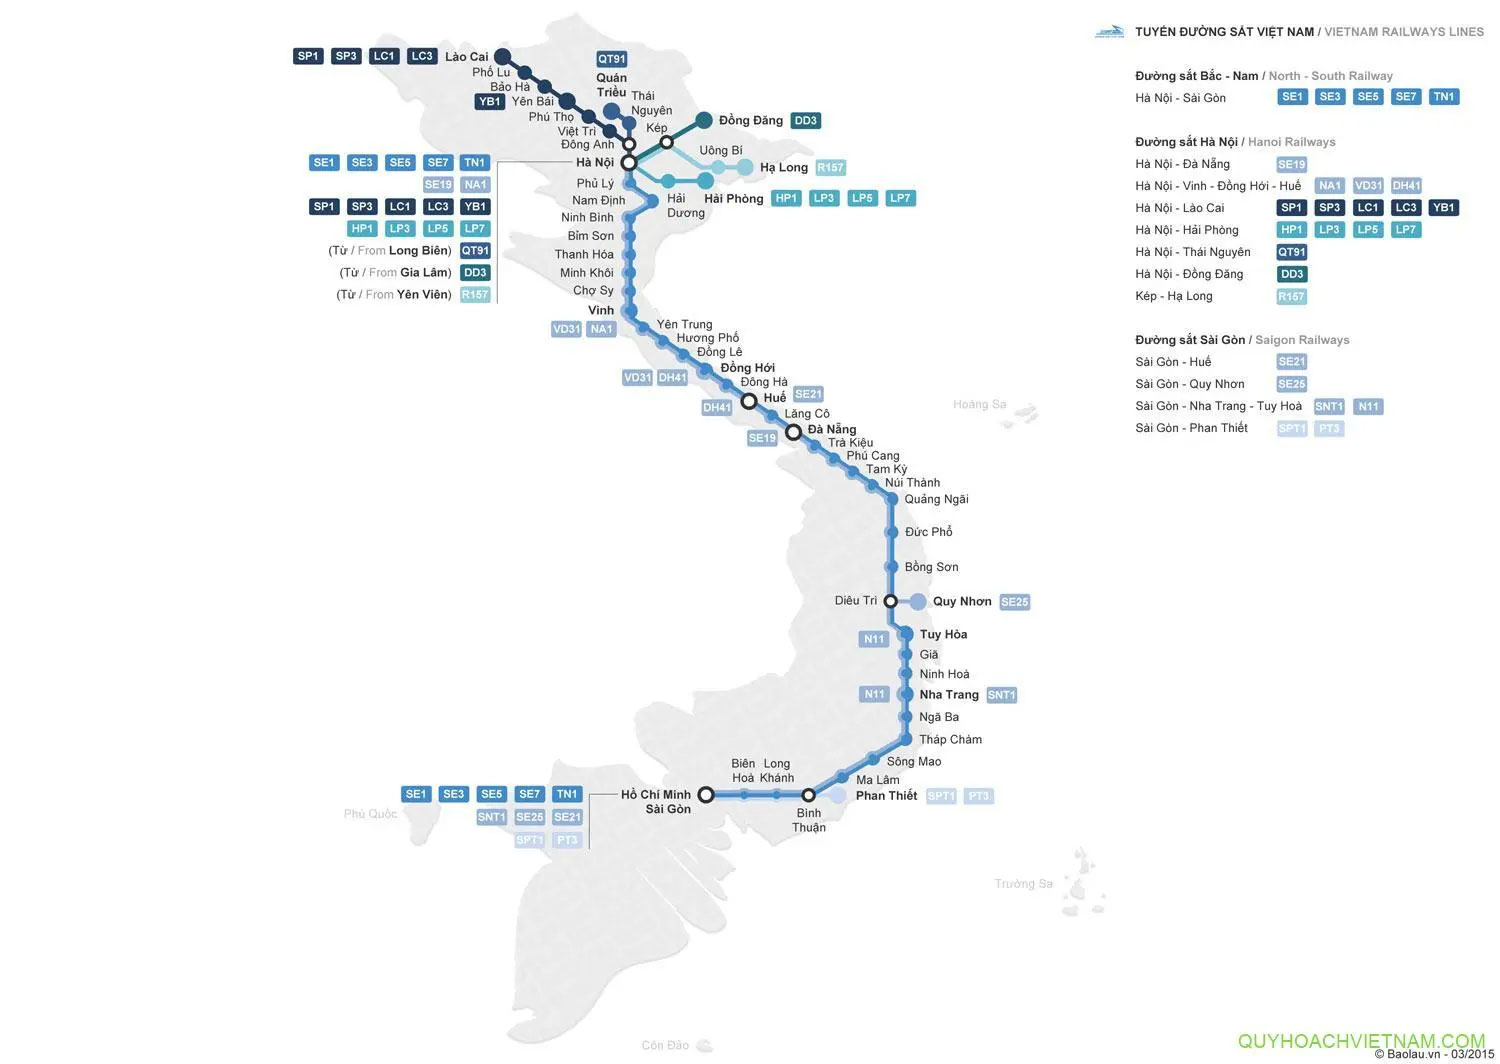 TUYẾN ĐƯỜNG SẮT VIỆT NAM / VIETNAM RAILWAYS LINES
Đường sắt Bắc - Nam / North - South Railway
Hà Nội - Sài Gòn SE1 SE3 SE5 SE7 TN1
Đường sắt Hà Nội / Hanoi Railways
Hà Nội - Đà Nẵng SE19
Hà Nội - Vinh - Đồng Hới - Huế NA1 VD31 DH41
Hà Nội - Lào Cai SP1 SP3 LC1 LC3 YB1
Hà Nội - Hải Phòng HP1 LP3 LP5 LP7
Hà Nội - Thái Nguyên QT91
Hà Nội - Đồng Đăng DD3
Kép - Hạ Long R157
Đường sắt Sài Gòn / Saigon Railways
Sài Gòn - Huế SE21
Sài Gòn - Quy Nhơn SE25
Sài Gòn - Nha Trang - Tuy Hoà SNT1 N11
Sài Gòn - Phan Thiết SPT1 PT3
SP1 SP3 LC1 LC3 Lào Cai
Phố Lu
Bảo Hà
YB1 Yên Bái
Phú Thọ
Việt Trì
Đông Anh
QT91
Quán
Triều
Thái
Nguyên
Kép
Đồng Đăng DD3
Uông Bí
Hạ Long R157
Hải
Dương
Hải Phòng HP1 LP3 LP5 LP7
SE1 SE3 SE5 SE7 TN1 Hà Nội
SE19 NA1
SP1 SP3 LC1 LC3 YB1
HP1 LP3 LP5 LP7
(Từ / From Long Biên) QT91
(Từ / From Gia Lâm) DD3
(Từ / From Yên Viên) R157
Phủ Lý
Nam Định
Ninh Bình
Bỉm Sơn
Thanh Hóa
Minh Khôi
Chợ Sy
Vinh
VD31 NA1
Yên Trung
Hương Phố
Đồng Lê
Đồng Hới
VD31 DH41
Đông Hà
Huế SE21
DH41
Lăng Cô
Đà Nẵng
SE19
Trà Kiệu
Phú Cang
Tam Kỳ
Núi Thành
Quảng Ngãi
Đức Phổ
Bồng Sơn
Diêu Trì
Quy Nhơn SE25
N11 Tuy Hòa
Giã
Ninh Hoà
N11 Nha Trang SNT1
Ngã Ba
Tháp Chàm
Sông Mao
Ma Lâm
Phan Thiết SPT1 PT3
Bình
Thuận
Long
Khánh
Biên
Hoà
Hồ Chí Minh
Sài Gòn
SE1 SE3 SE5 SE7 TN1
SNT1 SE25 SE21
SPT1 PT3
Hoàng Sa
Phú Quốc
Trường Sa
Côn Đảo
QUYHOACHVIETNAM.COM
© Baolau.vn - 03/2015